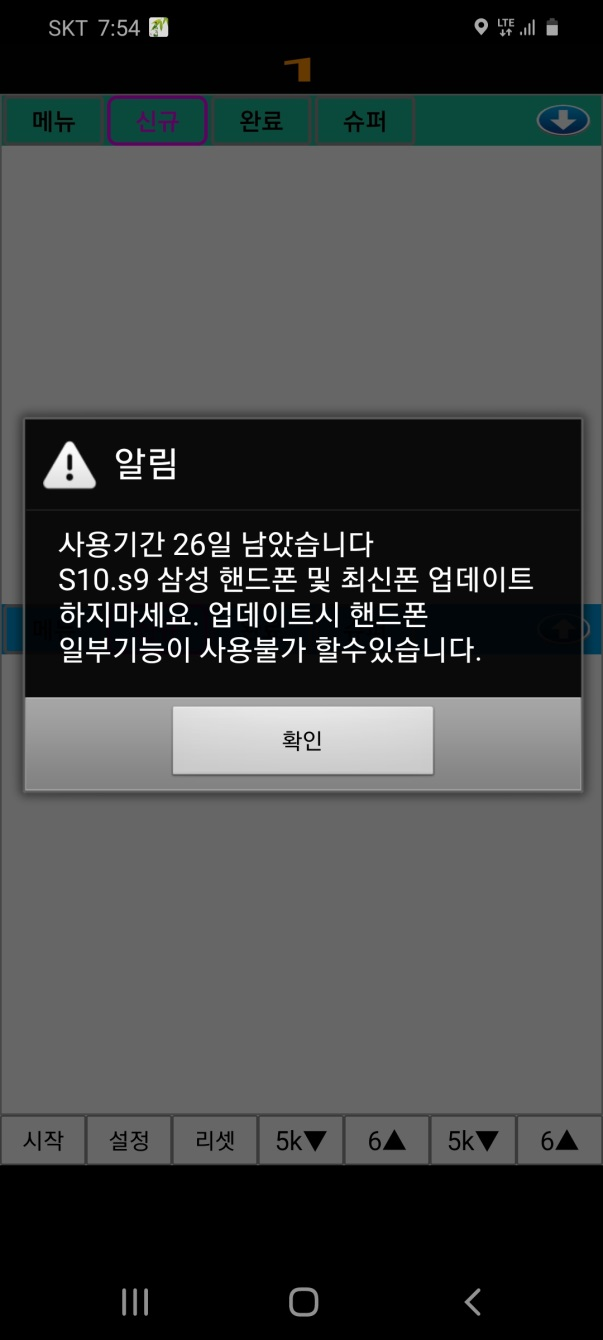 SKT 7:54
LTE
메뉴 신규 완료 슈퍼
알림
사용기간 26일 남았습니다
S10.s9 삼성 핸드폰 및 최신폰 업데이트
하지마세요. 업데이트시 핸드폰
일부기능이 사용불가 할수있습니다.
확인
시작 설정 리셋 5k▼ 6▲ 5k▼ 6▲